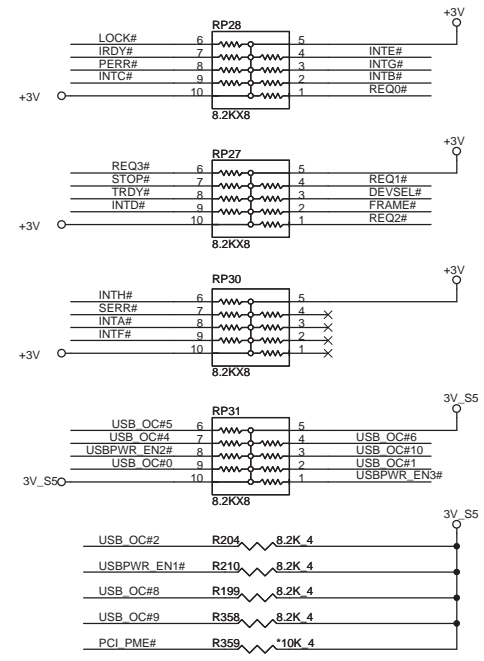 RP28
+3V
LOCK# 6 5
IRDY# 7 4 INTE#
PERR# 8 3 INTG#
INTC# 9 2 INTB#
+3V 10 1 REQ0#
8.2KX8
RP27
+3V
REQ3# 6 5
STOP# 7 4 REQ1#
TRDY# 8 3 DEVSEL#
INTD# 9 2 FRAME#
+3V 10 1 REQ2#
8.2KX8
RP30
+3V
INTH# 6 5
SERR# 7 4
INTA# 8 3
INTF# 9 2
+3V 10 1
8.2KX8
RP31
3V_S5
USB_OC#5 6 5
USB_OC#4 7 4 USB_OC#6
USBPWR_EN2# 8 3 USB_OC#10
USB_OC#0 9 2 USB_OC#1
3V_S5 10 1 USBPWR_EN3#
8.2KX8
3V_S5
USB_OC#2 R204 8.2K_4
USBPWR_EN1# R210 8.2K_4
USB_OC#8 R199 8.2K_4
USB_OC#9 R358 8.2K_4
PCI_PME# R359 *10K_4